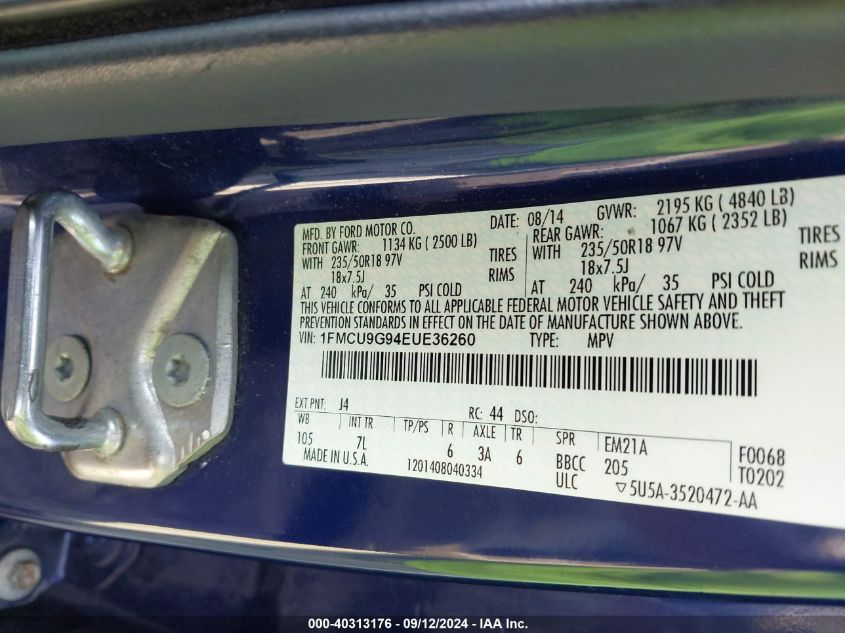 MFD. BY FORD MOTOR CO. DATE: 08/14 GVWR: 2195 KG ( 4840 LB)
FRONT GAWR: 1134 KG ( 2500 LB) REAR GAWR: 1067 KG ( 2352 LB)
WITH 235/50R18 97V TIRES WITH 235/50R18 97V TIRES
18x7.5J RIMS 18x7.5J RIMS
AT 240 kPa/ 35 PSI COLD AT 240 kPa/ 35 PSI COLD
THIS VEHICLE CONFORMS TO ALL APPLICABLE FEDERAL MOTOR VEHICLE SAFETY AND THEFT
PREVENTION STANDARDS IN EFFECT ON THE DATE OF MANUFACTURE SHOWN ABOVE.
VIN: 1FMCU9G94EUE36260 TYPE: MPV
EXT PNT: J4 RC: 44 DSO:
WB INT TR TP/PS R AXLE TR SPR EM21A F0068
105 7L 6 3A 6 BBCC 205 T0202
MADE IN U.S.A. 1201408040334 ULC ▽5U5A-3520472-AA
000-40313176 - 09/12/2024 - IAA Inc.